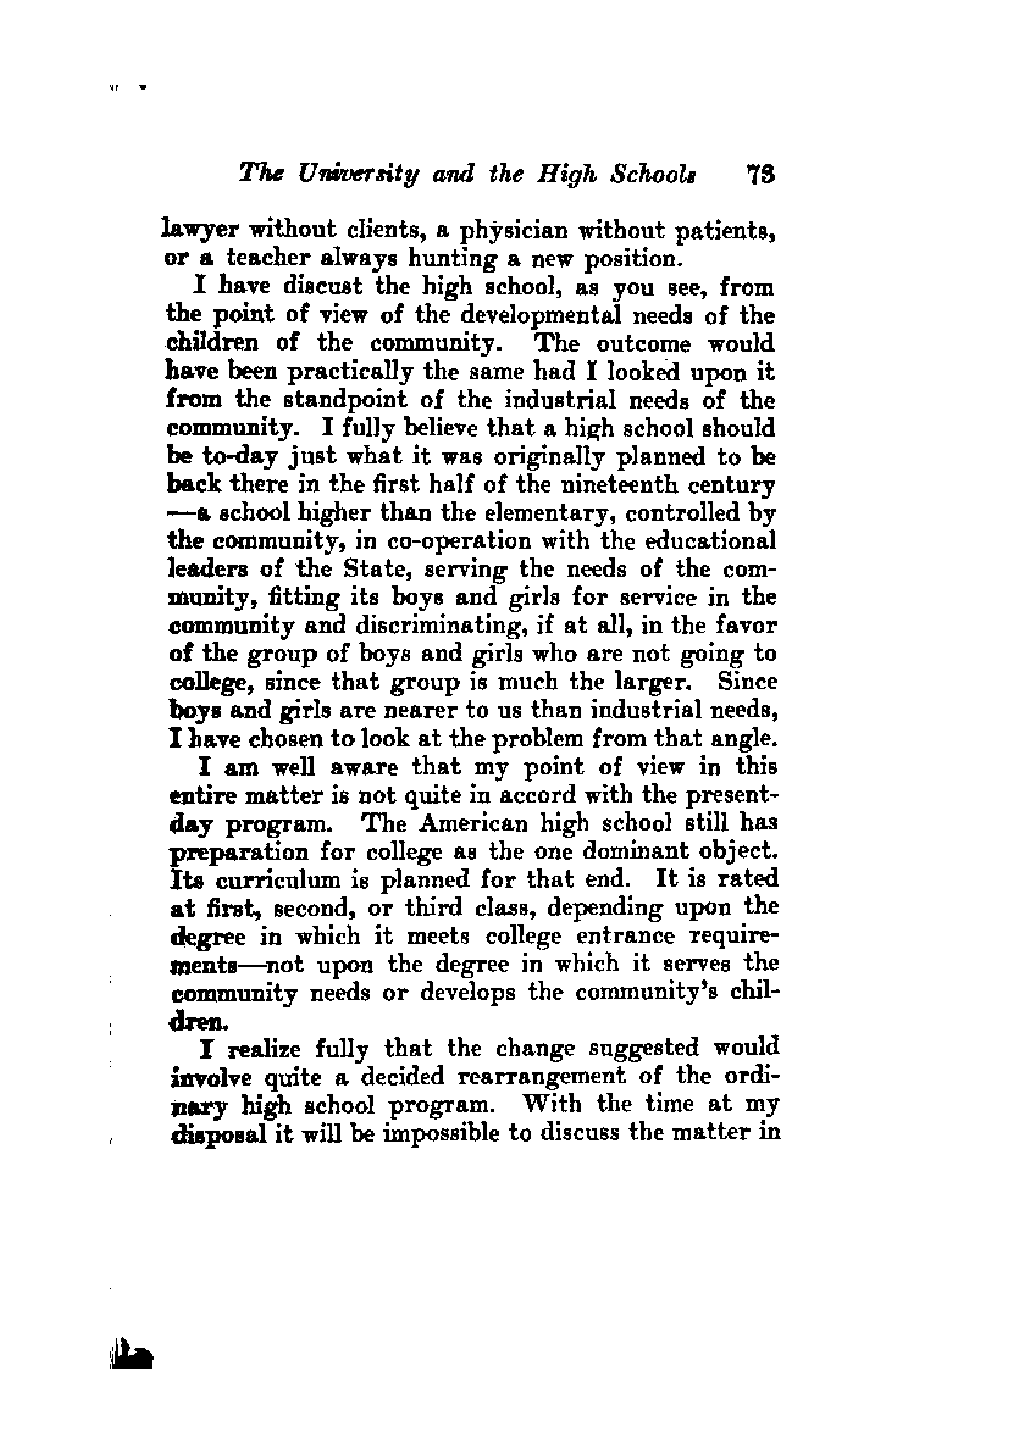 The University and the High Schools 73
lawyer without clients, a physician without patients,
or a teacher always hunting a new position.
I have discust the high school, as you see, from
the point of view of the developmental needs of the
children of the community. The outcome would
have been practically the same had I looked upon it
from the standpoint of the industrial needs of the
community. I fully believe that a high school should
be to-day just what it was originally planned to be
back there in the first half of the nineteenth century
—a school higher than the elementary, controlled by
the community, in co-operation with the educational
leaders of the State, serving the needs of the com-
munity, fitting its boys and girls for service in the
community and discriminating, if at all, in the favor
of the group of boys and girls who are not going to
college, since that group is much the larger. Since
boys and girls are nearer to us than industrial needs,
I have chosen to look at the problem from that angle.
I am well aware that my point of view in this
entire matter is not quite in accord with the present-
day program. The American high school still has
preparation for college as the one dominant object.
Its curriculum is planned for that end. It is rated
at first, second, or third class, depending upon the
degree in which it meets college entrance require-
ments—not upon the degree in which it serves the
community needs or develops the community's chil-
dren.
I realize fully that the change suggested would
involve quite a decided rearrangement of the ordi-
nary high school program. With the time at my
disposal it will be impossible to discuss the matter in